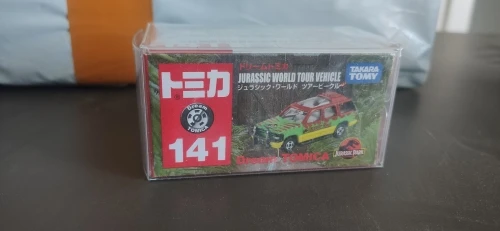 トミカ
Dream
TOMICA
141
ドリームトミカ
JURASSIC WORLD TOUR VEHICLE
ジュラシック・ワールド ツアービークル
TAKARA
TOMY
Dream TOMICA
Jurassic Park